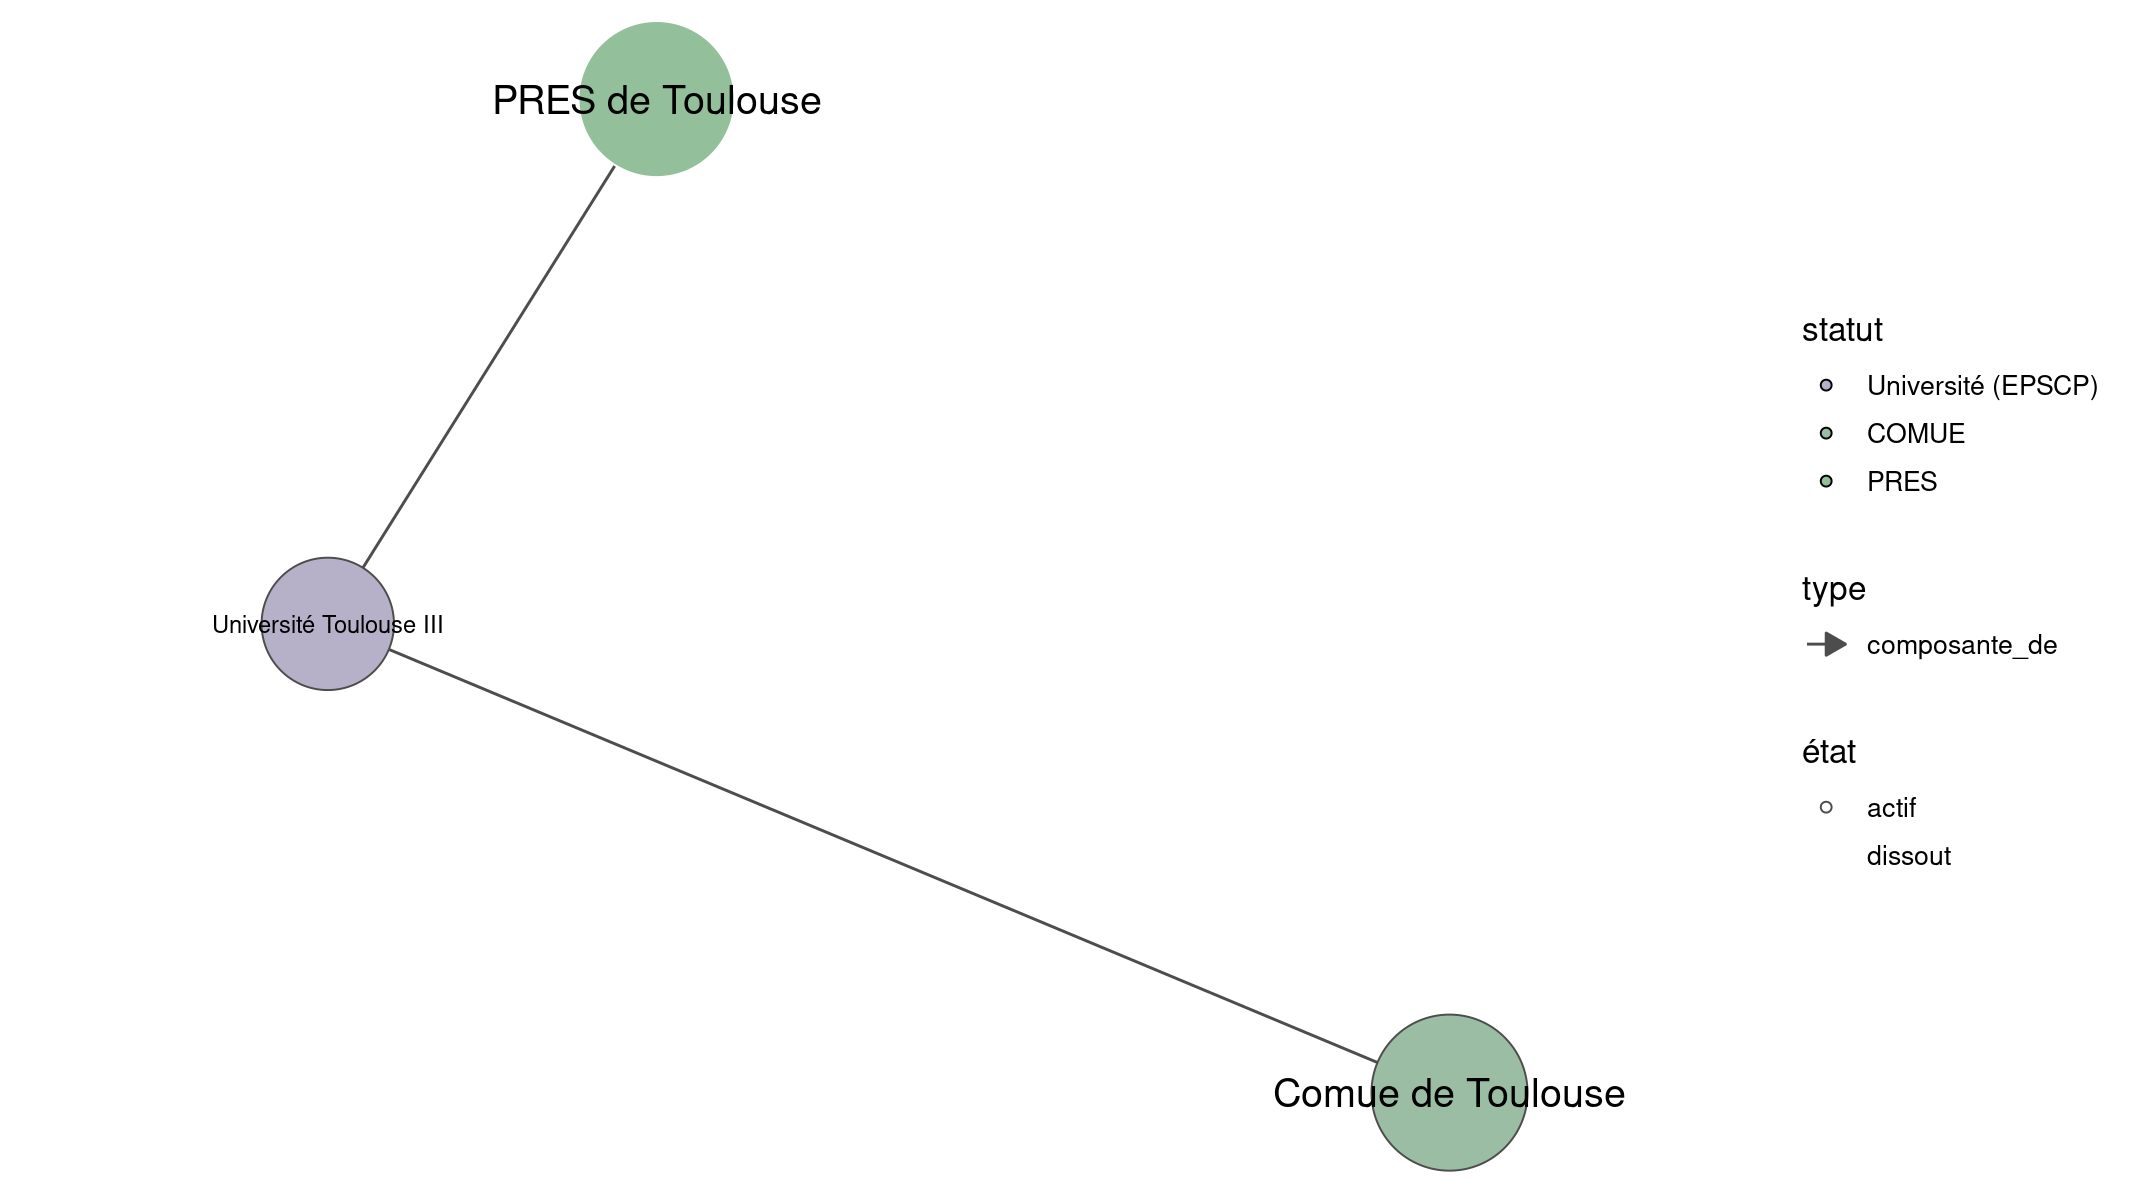 PRES de Toulouse
Université Toulouse III
Comue de Toulouse
statut
Université (EPSCP)
COMUE
PRES
type
composante_de
état
actif
dissout